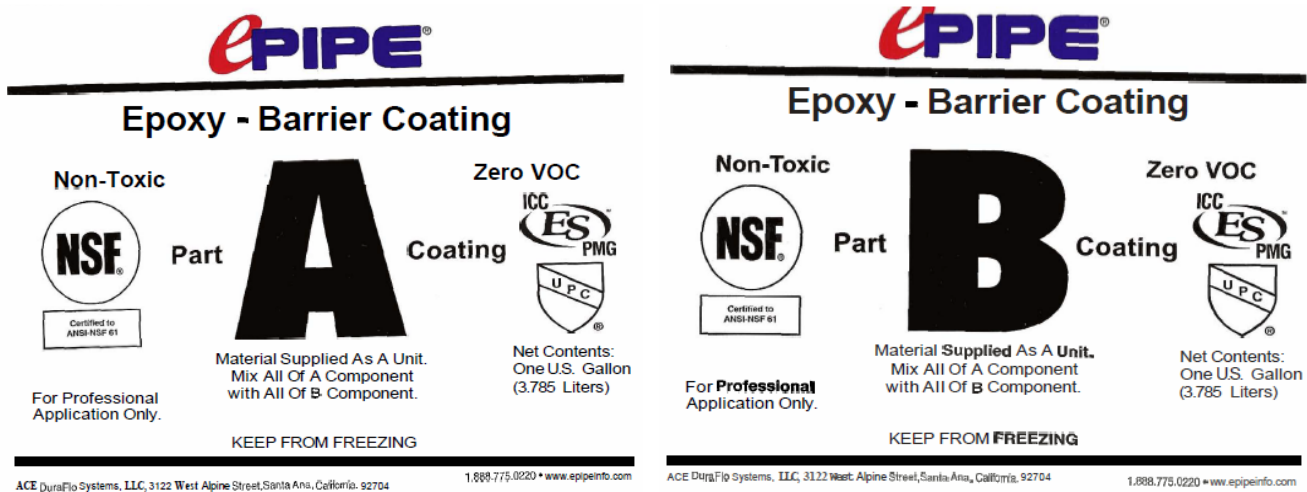 ePIPE®
Epoxy - Barrier Coating
Non-Toxic
Zero VOC
NSF®
Certified to
ANSI-NSF 61
Part A Coating
ICC
ES™
PMG
UPC
®
Material Supplied As A Unit.
Mix All Of A Component
with All Of B Component.
Net Contents:
One U.S. Gallon
(3.785 Liters)
For Professional
Application Only.
KEEP FROM FREEZING
ACE DuraFlo Systems, LLC, 3122 West Alpine Street, Santa Ana, California. 92704
1.888.775.0220 • www.epipeinfo.com
ePIPE®
Epoxy - Barrier Coating
Non-Toxic
Zero VOC
NSF®
Certified to
ANSI-NSF 61
Part B Coating
ICC
ES™
PMG
UPC
®
Material Supplied As A Unit.
Mix All Of A Component
with All Of B Component.
Net Contents:
One U.S. Gallon
(3.785 Liters)
For Professional
Application Only.
KEEP FROM FREEZING
ACE DuraFlo Systems, LLC, 3122 West Alpine Street, Santa Ana, California. 92704
1.888.775.0220 • www.epipeinfo.com